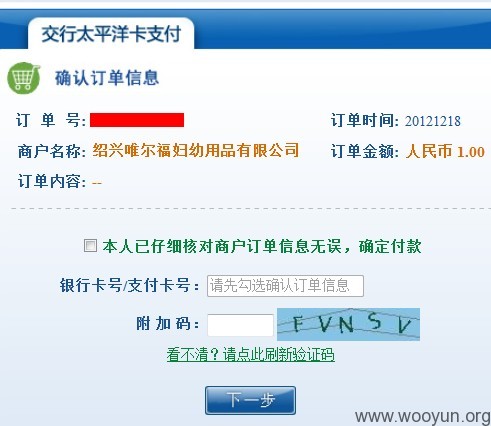 交行太平洋卡支付
确认订单信息
订 单 号: 订单时间: 20121218
商户名称: 绍兴唯尔福妇幼用品有限公司 订单金额: 人民币 1.00
订单内容: --
本人已仔细核对商户订单信息无误，确定付款
银行卡号/支付卡号： 请先勾选确认订单信息
附加码： FVNSV
看不清？请点此刷新验证码
下一步
www.wooyun.org